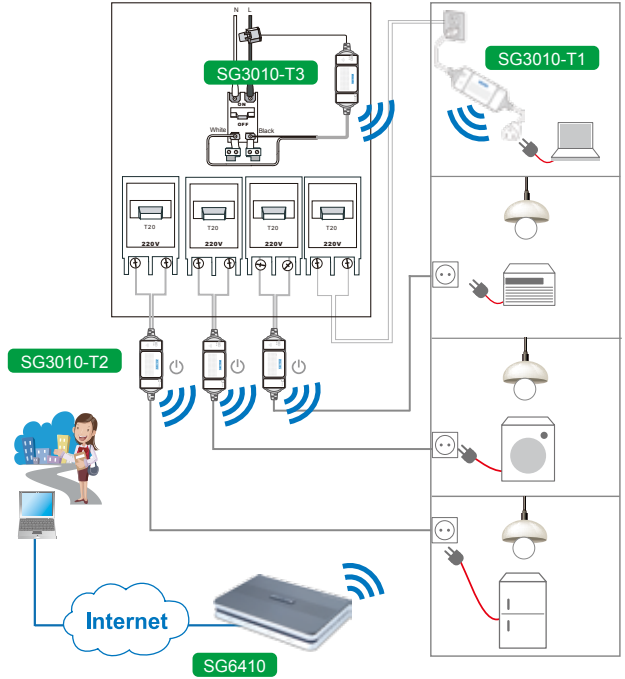 N L
SG3010-T3
SG3010-T1
ON
OFF
White Black
T20 T20 T20 T20
220V 220V 220V 220V
SG3010-T2
Internet
SG6410